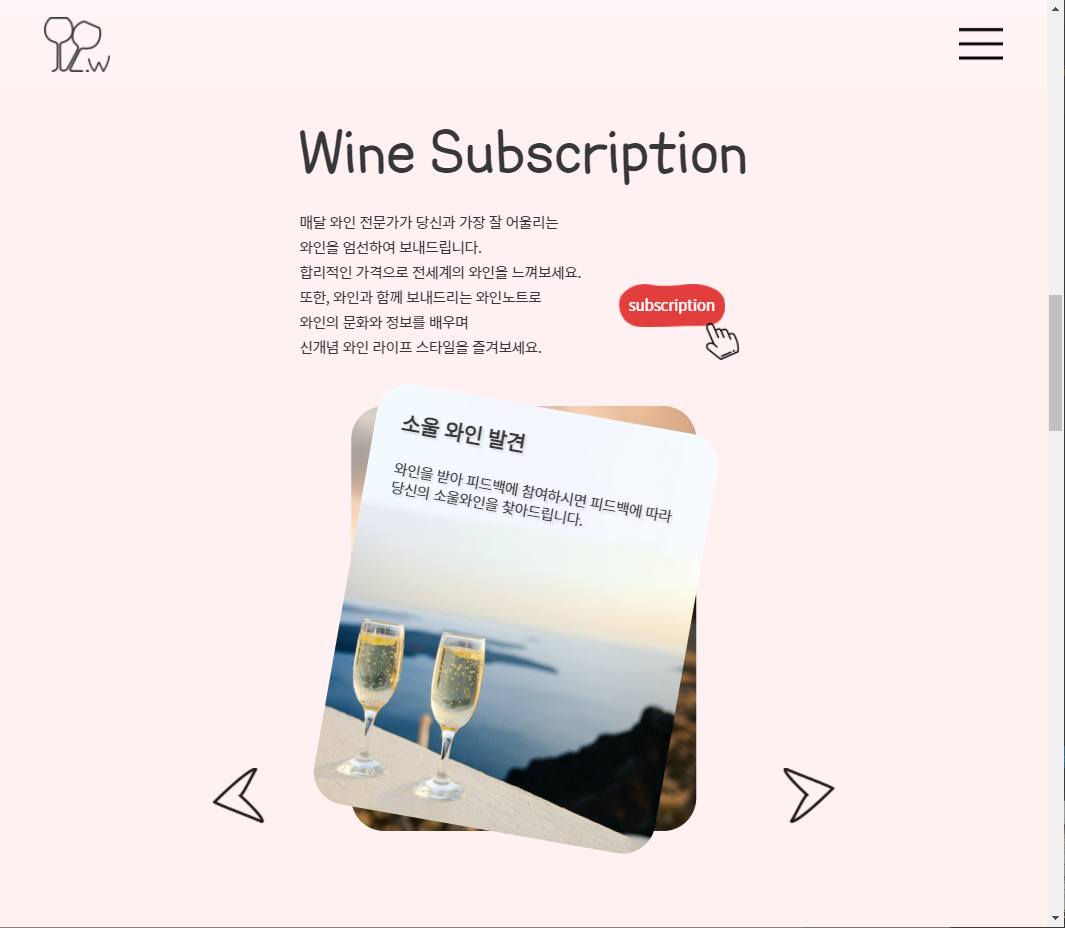 .W
Wine Subscription
매달 와인 전문가가 당신과 가장 잘 어울리는
와인을 엄선하여 보내드립니다.
합리적인 가격으로 전세계의 와인을 느껴보세요.
또한, 와인과 함께 보내드리는 와인노트로
와인의 문화와 정보를 배우며
신개념 와인 라이프 스타일을 즐겨보세요.
subscription
소울 와인 발견
와인을 받아 피드백에 참여하시면 피드백에 따라
당신의 소울와인을 찾아드립니다.